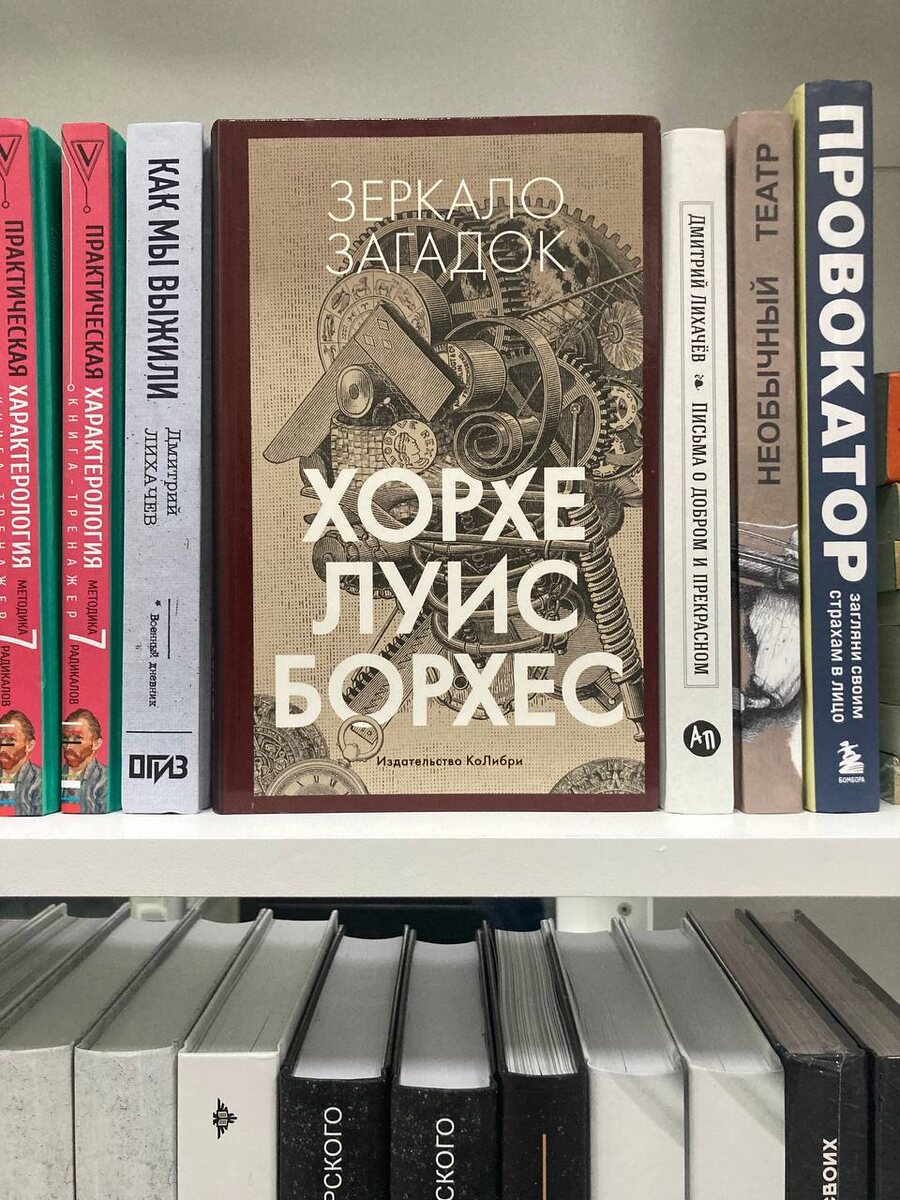 ПРАКТИЧЕСКАЯ ХАРАКТЕРОЛОГИЯ
МЕТОДИКА
7
РАДИКАЛОВ
ПРАКТИЧЕСКАЯ ХАРАКТЕРОЛОГИЯ
КНИГА-ТРЕНАЖЕР
МЕТОДИКА
7
РАДИКАЛОВ
КАК МЫ ВЫЖИЛИ
Дмитрий
ЛИХАЧЕВ
Военный дневник
ОГИЗ
ЗЕРКАЛО
ЗАГАДОК
ХОРХЕ
ЛУИС
БОРХЕС
Издательство КоЛибри
ДМИТРИЙ ЛИХАЧЁВ ПИСЬМА О ДОБРОМ И ПРЕКРАСНОМ
АП
НЕОБЫЧНЫЙ ТЕАТР
ПРОВОКАТОР
ЗАГЛЯНИ СВОИМ
СТРАХАМ В ЛИЦО
БОМБОРА
РСКОГО
СКОГО
ВОИХ